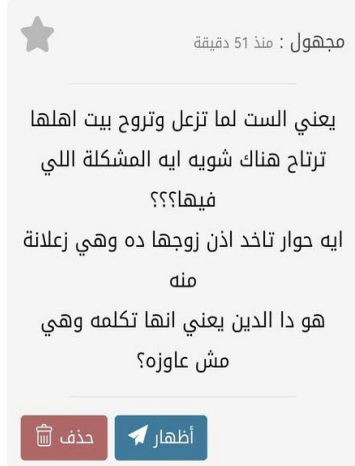 مجهول : منذ 51 دقيقة
يعني الست لما تزعل وتروح بيت اهلها
ترتاح هناك شويه ايه المشكلة اللي
فيها؟؟؟
ايه حوار تاخد اذن زوجها ده وهي زعلانة
منه
هو دا الدين يعني انها تكلمه وهي
مش عاوزه؟
أظهار
حذف